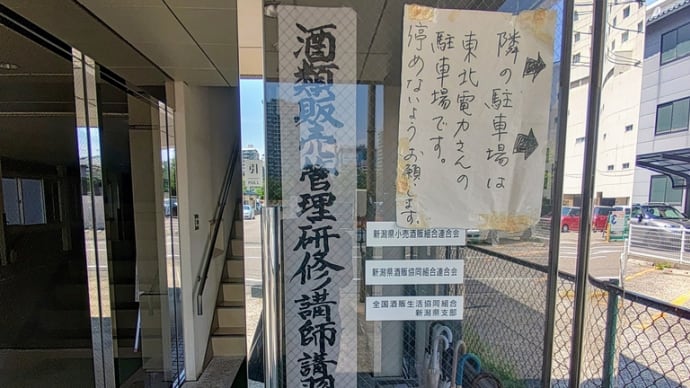 酒類販売管理研修講師講
隣の駐車場は
東北電力さんの
駐車場です。
停めないようお願いします。
引
PULL
新潟県小売酒販組合連合会
新潟県酒販協同組合連合会
全国酒販生活協同組合
新潟県支部